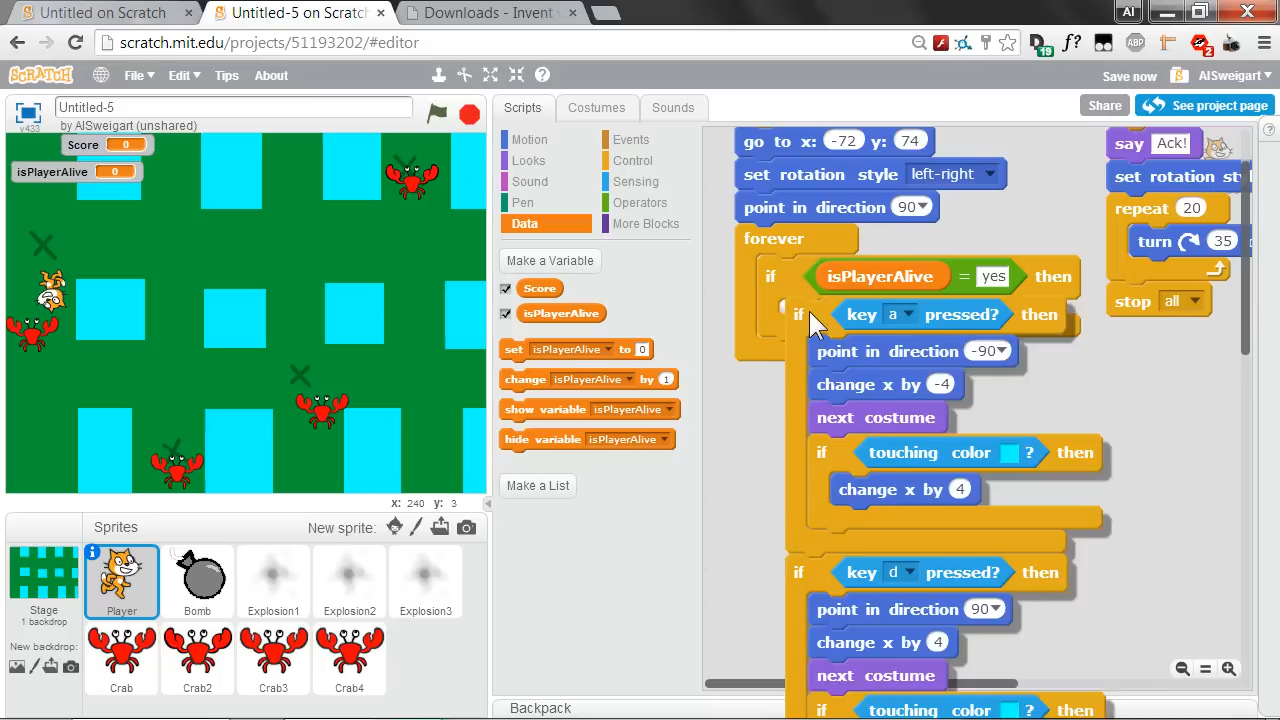 Untitled on Scratch
Untitled-5 on Scratch
Downloads - Invent v
AI
scratch.mit.edu/projects/51193202/#editor
19
f?
ABP
2
SCRATCH
File
Edit
Tips
About
Save now
AlSweigart
Untitled-5
by AlSweigart (unshared)
v433
Scripts
Costumes
Sounds
Share
See project page
Score 0
isPlayerAlive 0
Motion
Events
Looks
Control
Sound
Sensing
Pen
Operators
Data
More Blocks
Make a Variable
Score
isPlayerAlive
set isPlayerAlive to 0
change isPlayerAlive by 1
show variable isPlayerAlive
hide variable isPlayerAlive
Make a List
go to x: -72 y: 74
set rotation style left-right
point in direction 90
forever
if isPlayerAlive = yes then
if key a pressed? then
point in direction -90
change x by -4
next costume
if touching color ? then
change x by 4
if key d pressed? then
point in direction 90
change x by 4
next costume
if touching color ? then
say Ack!
set rotation sty
repeat 20
turn 35
stop all
x: 240 y: 3
Sprites
New sprite:
Stage
1 backdrop
New backdrop:
Player
Bomb
Explosion1
Explosion2
Explosion3
Crab
Crab2
Crab3
Crab4
Backpack